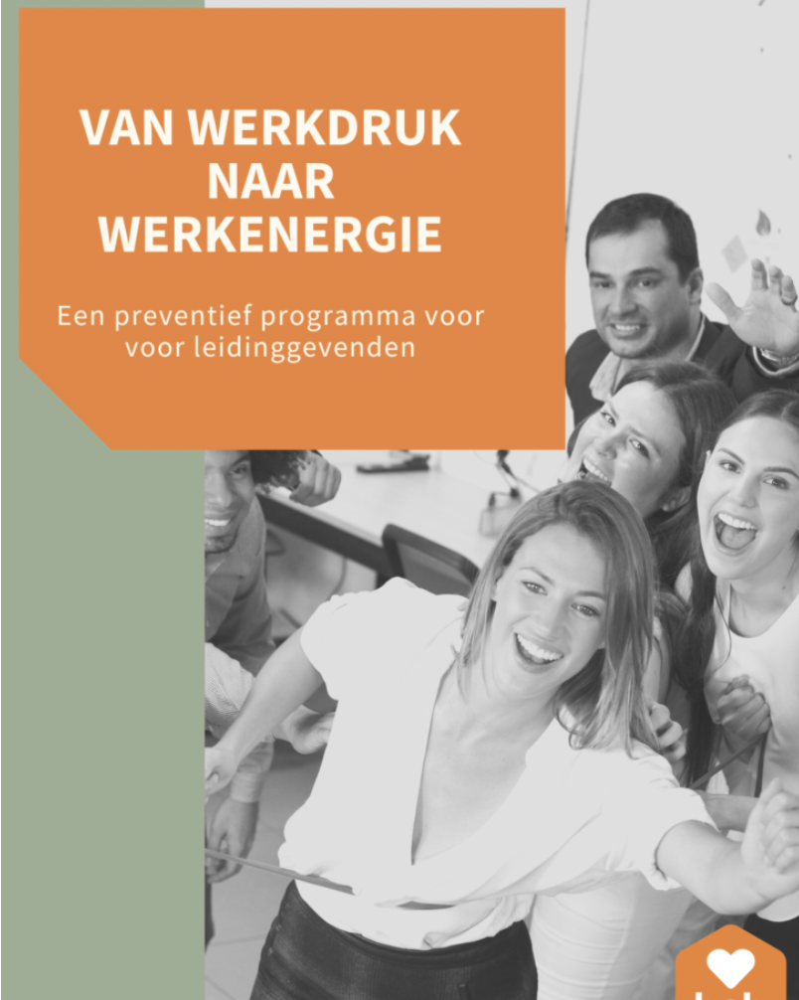 VAN WERKDRUK
NAAR
WERKENERGIE
Een preventief programma voor
voor leidinggevenden